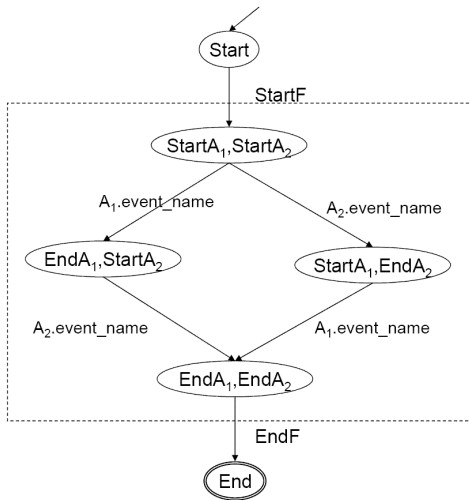 Start
StartF
StartA₁,StartA₂
A₁.event_name
A₂.event_name
EndA₁,StartA₂
StartA₁,EndA₂
A₂.event_name
A₁.event_name
EndA₁,EndA₂
EndF
End